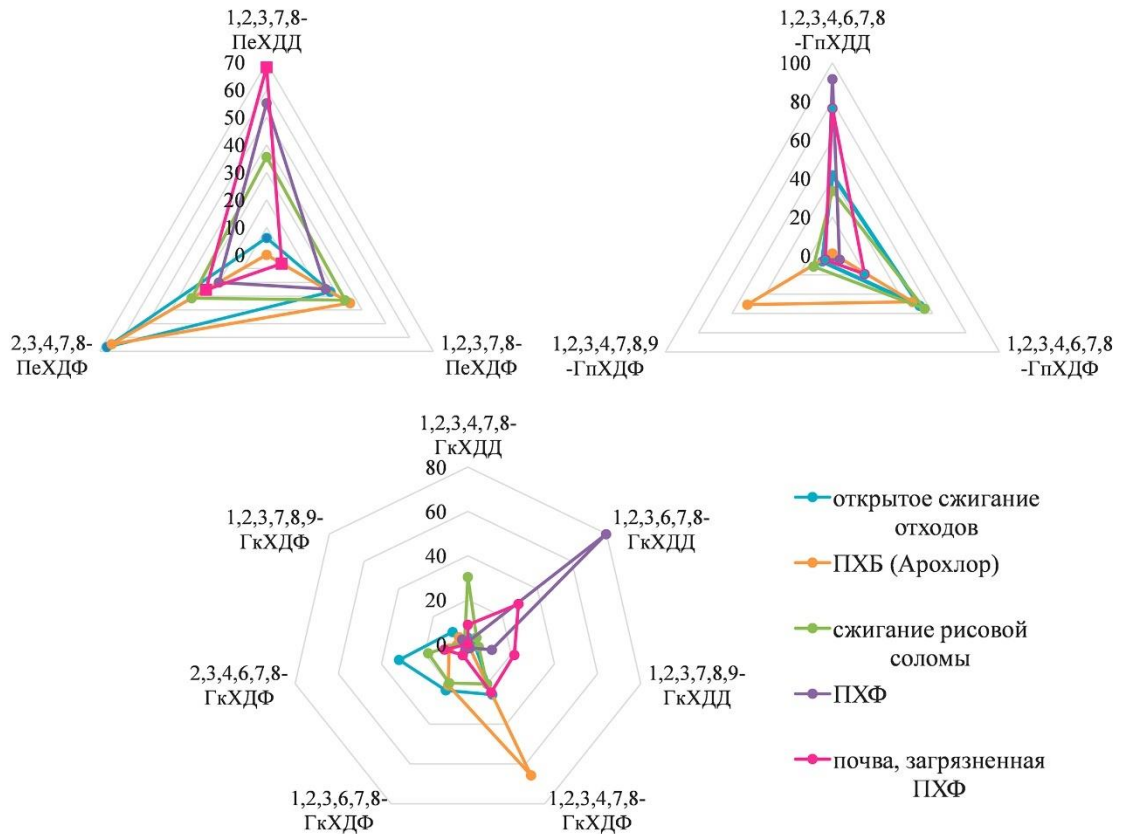 1,2,3,7,8-
ПеХДД
70
60
50
40
30
20
10
0
2,3,4,7,8-
ПеХДФ
1,2,3,7,8-
ПеХДФ
1,2,3,4,6,7,8
-ГпХДД
100
80
60
40
20
0
1,2,3,4,7,8,9
-ГпХДФ
1,2,3,4,6,7,8
-ГпХДФ
1,2,3,4,7,8-
ГкХДД
80
60
40
20
0
1,2,3,7,8,9-
ГкХДФ
1,2,3,6,7,8-
ГкХДД
2,3,4,6,7,8-
ГкХДФ
1,2,3,7,8,9-
ГкХДД
1,2,3,6,7,8-
ГкХДФ
1,2,3,4,7,8-
ГкХДФ
открытое сжигание
отходов
ПХБ (Арохлор)
сжигание рисовой
соломы
ПХФ
почва, загрязненная
ПХФ